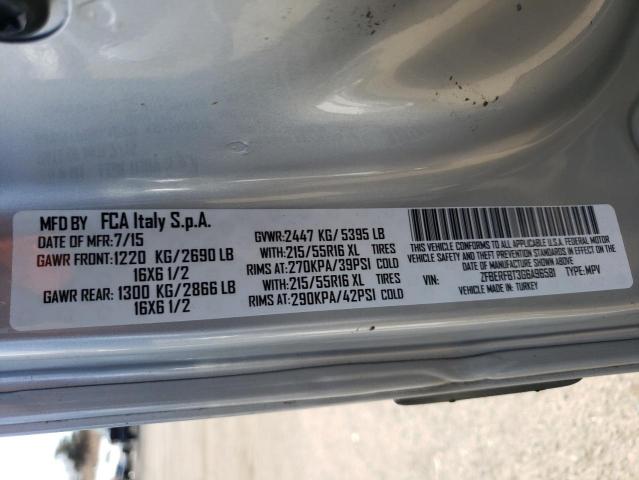 MFD BY FCA Italy S.p.A.
DATE OF MFR:7/15
GAWR FRONT:1220 KG/2690 LB
16X6 1/2
GAWR REAR: 1300 KG/2866 LB
16X6 1/2
GVWR:2447 KG/ 5395 LB
WITH:215/55R16 XL TIRES
RIMS AT:270KPA/39PSI COLD
WITH:215/55R16 XL TIRES
RIMS AT:290KPA/42PSI COLD
THIS VEHICLE CONFORMS TO ALL APPLICABLE U.S.A. FEDERAL MOTOR
VEHICLE SAFETY AND THEFT PREVENTION STANDARDS IN EFFECT ON THE
DATE OF MANUFACTURE SHOWN ABOVE
VIN: ZFBERFBT3G6A96581 TYPE: MPV
VEHICLE MADE IN: TURKEY